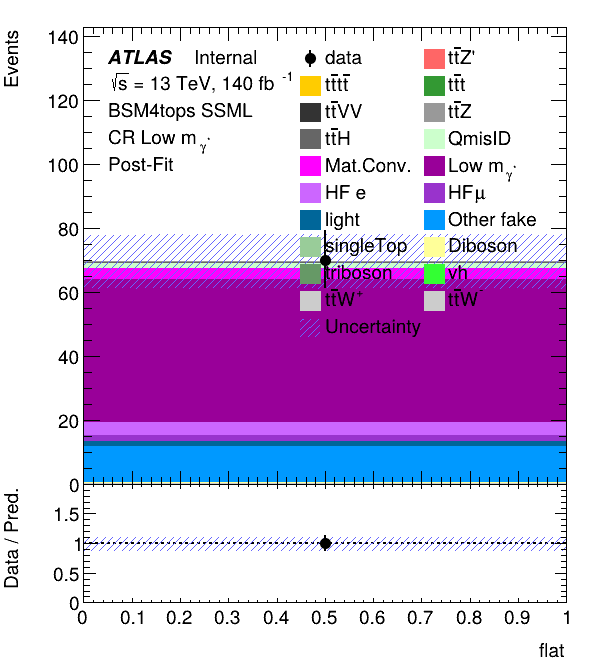 Events
140
120
100
80
60
40
20
0
ATLAS Internal
√s = 13 TeV, 140 fb⁻¹
BSM4tops SSML
CR Low m_γ*
Post-Fit
data
tt̄Z'
tt̄tt̄
tt̄t
tt̄VV
tt̄Z
tt̄H
QmisID
Mat.Conv.
Low m_γ*
HF e
HF μ
light
Other fake
singleTop
Diboson
triboson
vh
tt̄W⁺
tt̄W⁻
Uncertainty
Data / Pred.
1.5
1
0.5
0
0 0.1 0.2 0.3 0.4 0.5 0.6 0.7 0.8 0.9 1
flat